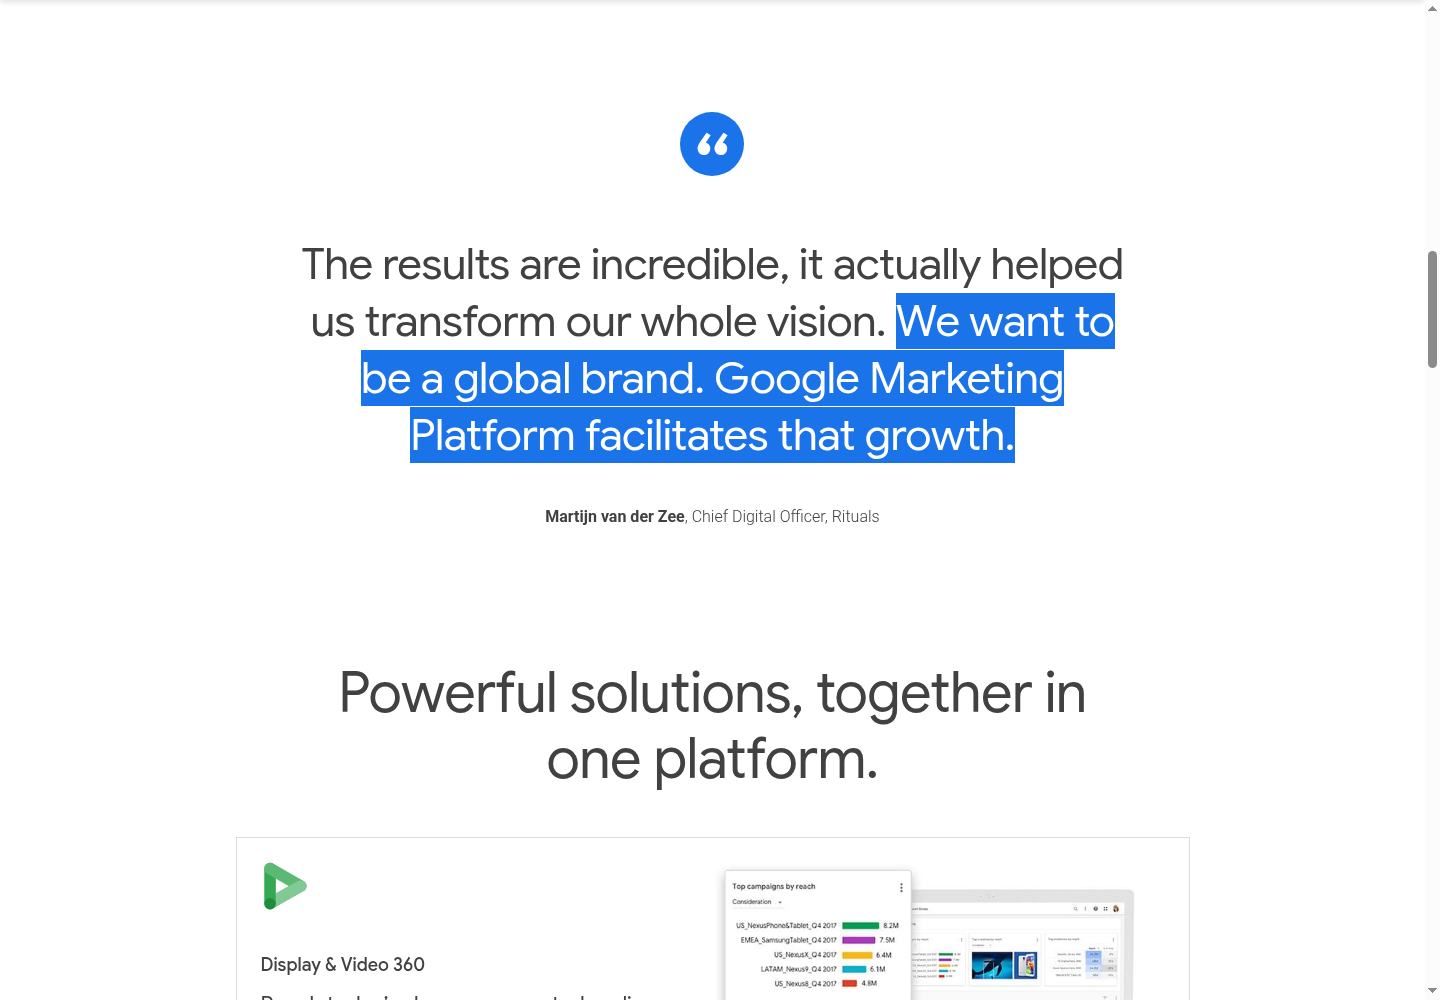 The results are incredible, it actually helped
us transform our whole vision. We want to
be a global brand. Google Marketing
Platform facilitates that growth.
Martijn van der Zee, Chief Digital Officer, Rituals
Powerful solutions, together in
one platform.
Display & Video 360
Top campaigns by reach
Consideration
US_NexusPhone&Tablet_Q4 2017 8.2M
EMEA_SamsungTablet_Q4 2017 7.5M
US_NexusX_Q4 2017 6.4M
LATAM_Nexus9_Q4 2017 6.1M
US_Nexus8_Q4 2017 4.8M